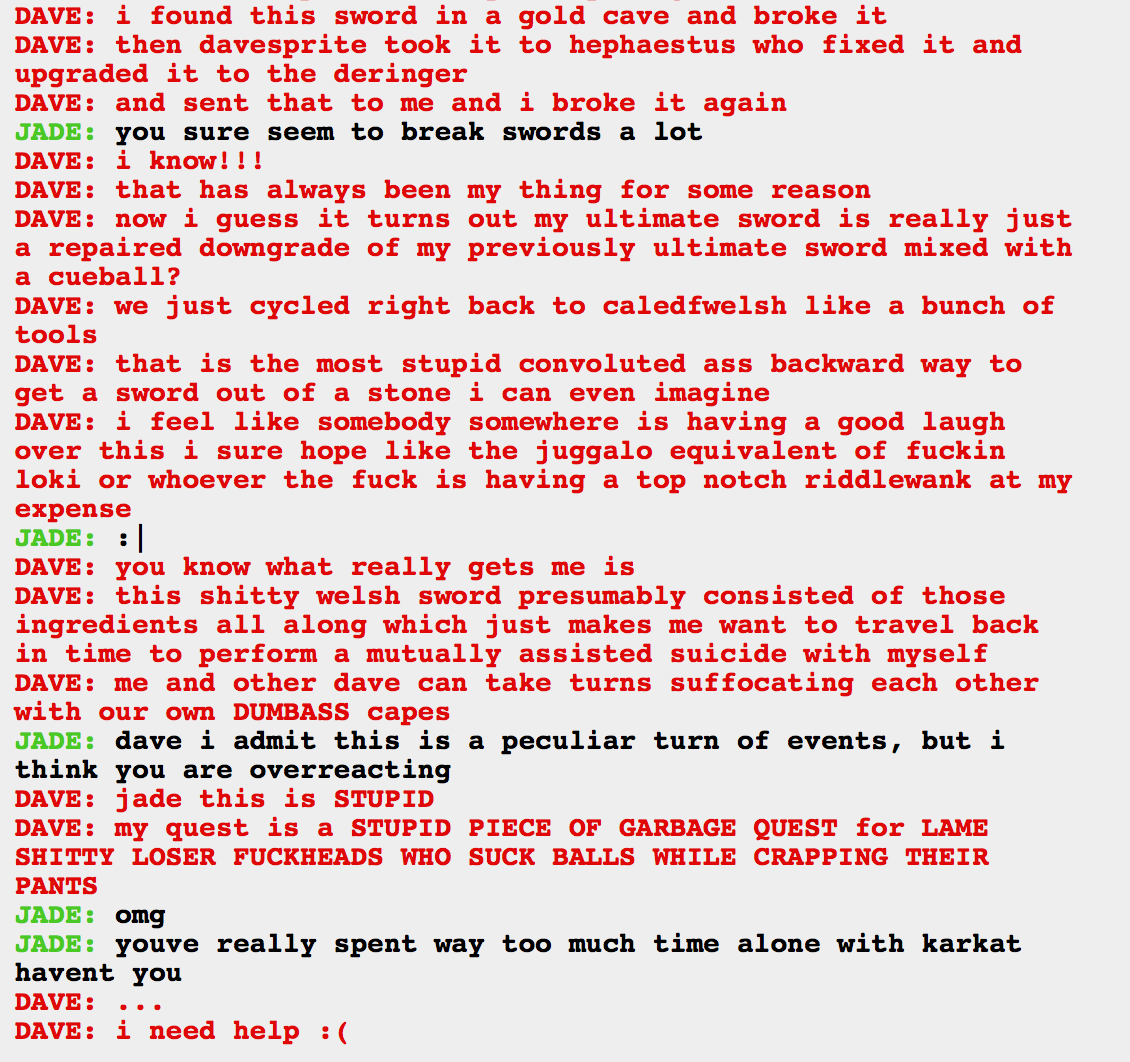 DAVE: i found this sword in a gold cave and broke it
DAVE: then davesprite took it to hephaestus who fixed it and
upgraded it to the deringer
DAVE: and sent that to me and i broke it again
JADE: you sure seem to break swords a lot
DAVE: i know!!!
DAVE: that has always been my thing for some reason
DAVE: now i guess it turns out my ultimate sword is really just
a repaired downgrade of my previously ultimate sword mixed with
a cueball?
DAVE: we just cycled right back to caledfwelsh like a bunch of
tools
DAVE: that is the most stupid convoluted ass backward way to
get a sword out of a stone i can even imagine
DAVE: i feel like somebody somewhere is having a good laugh
over this i sure hope like the juggalo equivalent of fuckin
loki or whoever the fuck is having a top notch riddlewank at my
expense
JADE: :|
DAVE: you know what really gets me is
DAVE: this shitty welsh sword presumably consisted of those
ingredients all along which just makes me want to travel back
in time to perform a mutually assisted suicide with myself
DAVE: me and other dave can take turns suffocating each other
with our own DUMBASS capes
JADE: dave i admit this is a peculiar turn of events, but i
think you are overreacting
DAVE: jade this is STUPID
DAVE: my quest is a STUPID PIECE OF GARBAGE QUEST for LAME
SHITTY LOSER FUCKHEADS WHO SUCK BALLS WHILE CRAPPING THEIR
PANTS
JADE: omg
JADE: youve really spent way too much time alone with karkat
havent you
DAVE: ...
DAVE: i need help :(